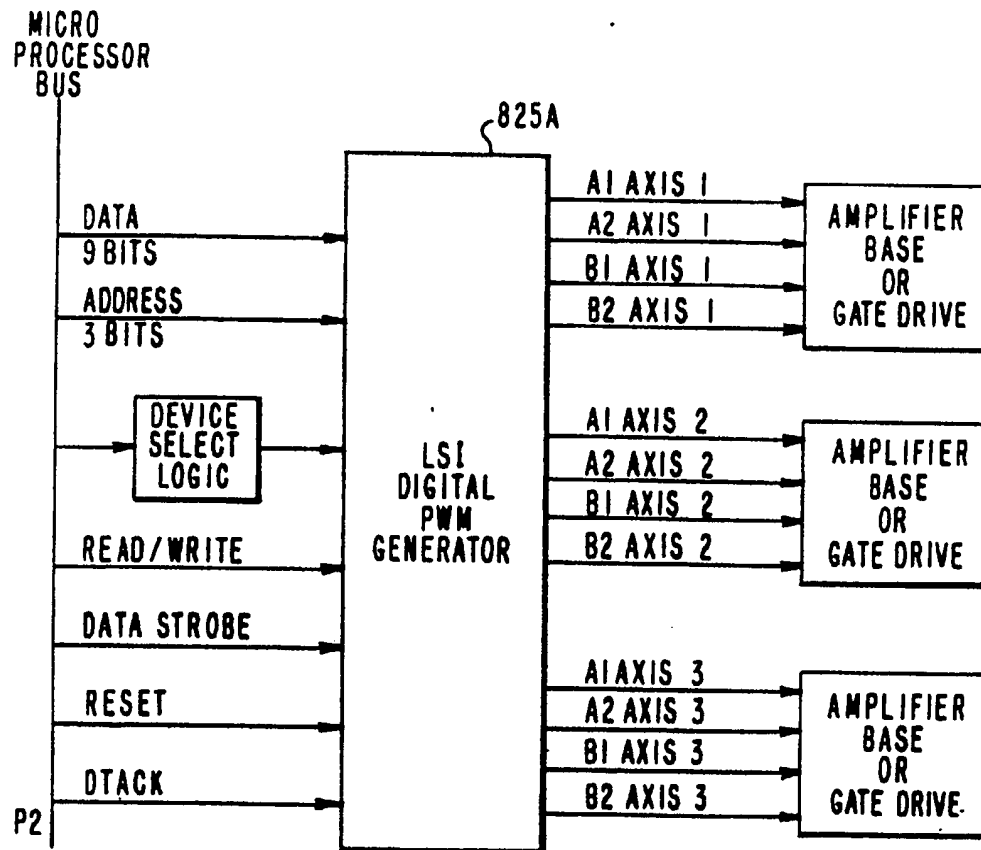 MICRO
PROCESSOR
BUS
825A
DATA
9 BITS
ADDRESS
3 BITS
DEVICE
SELECT
LOGIC
READ/WRITE
DATA STROBE
RESET
DTACK
P2
LSI
DIGITAL
PWM
GENERATOR
A1 AXIS 1
A2 AXIS 1
B1 AXIS 1
B2 AXIS 1
AMPLIFIER
BASE
OR
GATE DRIVE
A1 AXIS 2
A2 AXIS 2
B1 AXIS 2
B2 AXIS 2
AMPLIFIER
BASE
OR
GATE DRIVE
A1 AXIS 3
A2 AXIS 3
B1 AXIS 3
B2 AXIS 3
AMPLIFIER
BASE
OR
GATE DRIVE